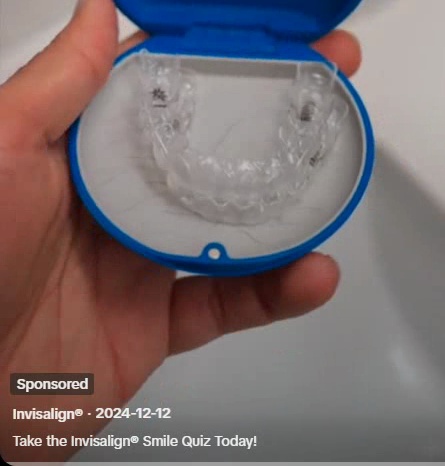 Sponsored
Invisalign® · 2024-12-12
Take the Invisalign® Smile Quiz Today!